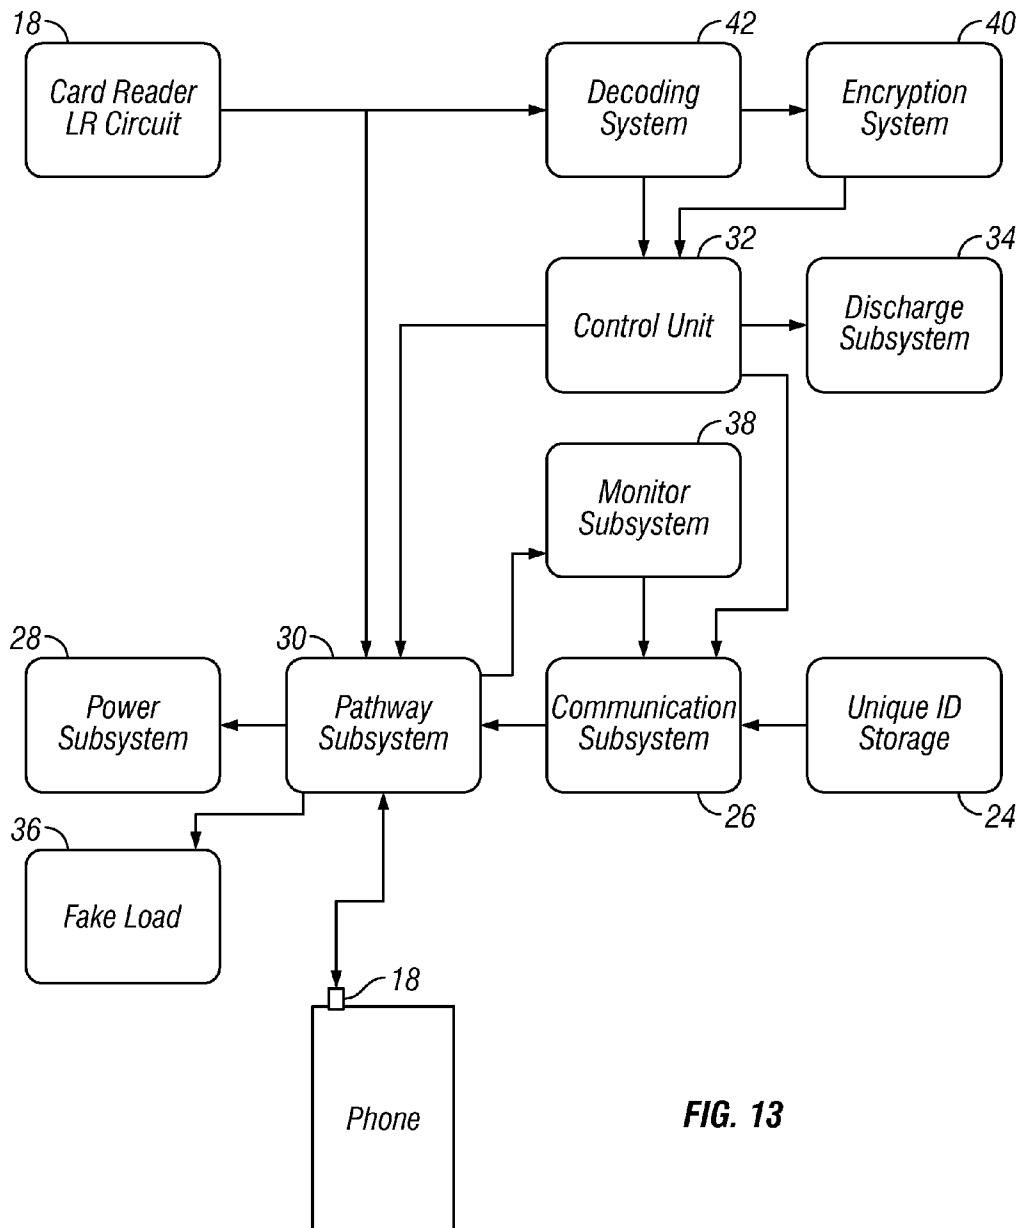 18
Card Reader
LR Circuit
42
Decoding
System
40
Encryption
System
32
Control Unit
34
Discharge
Subsystem
38
Monitor
Subsystem
28
Power
Subsystem
30
Pathway
Subsystem
Communication
Subsystem
26
Unique ID
Storage
24
36
Fake Load
18
Phone
FIG. 13